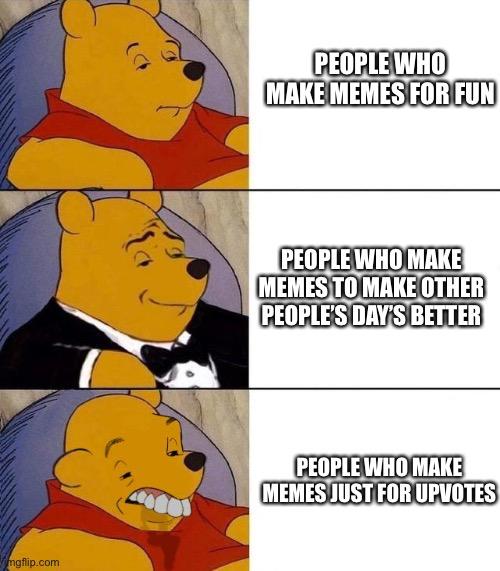 PEOPLE WHO
MAKE MEMES FOR FUN
PEOPLE WHO MAKE
MEMES TO MAKE OTHER
PEOPLE’S DAY’S BETTER
PEOPLE WHO MAKE
MEMES JUST FOR UPVOTES
imgflip.com